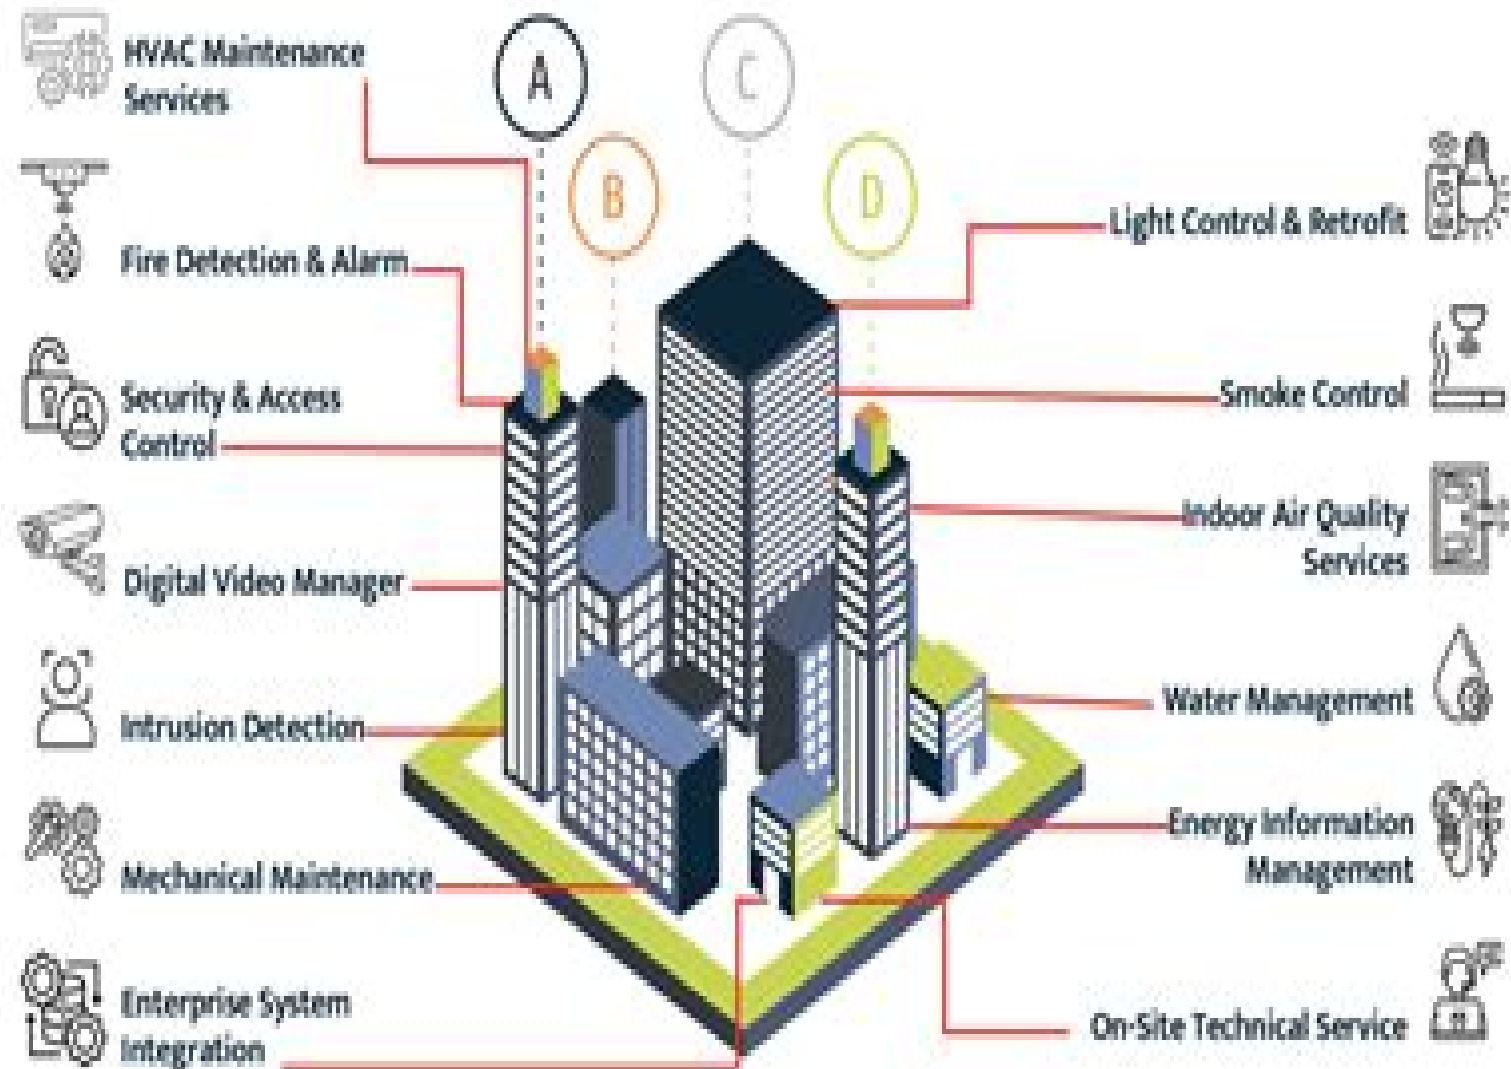 HVAC Maintenance
Services
Fire Detection & Alarm
Security & Access
Control
Digital Video Manager
Intrusion Detection
Mechanical Maintenance
Enterprise System
Integration
A
B
C
D
Light Control & Retrofit
Smoke Control
Indoor Air Quality
Services
Water Management
Energy Information
Management
On-Site Technical Service